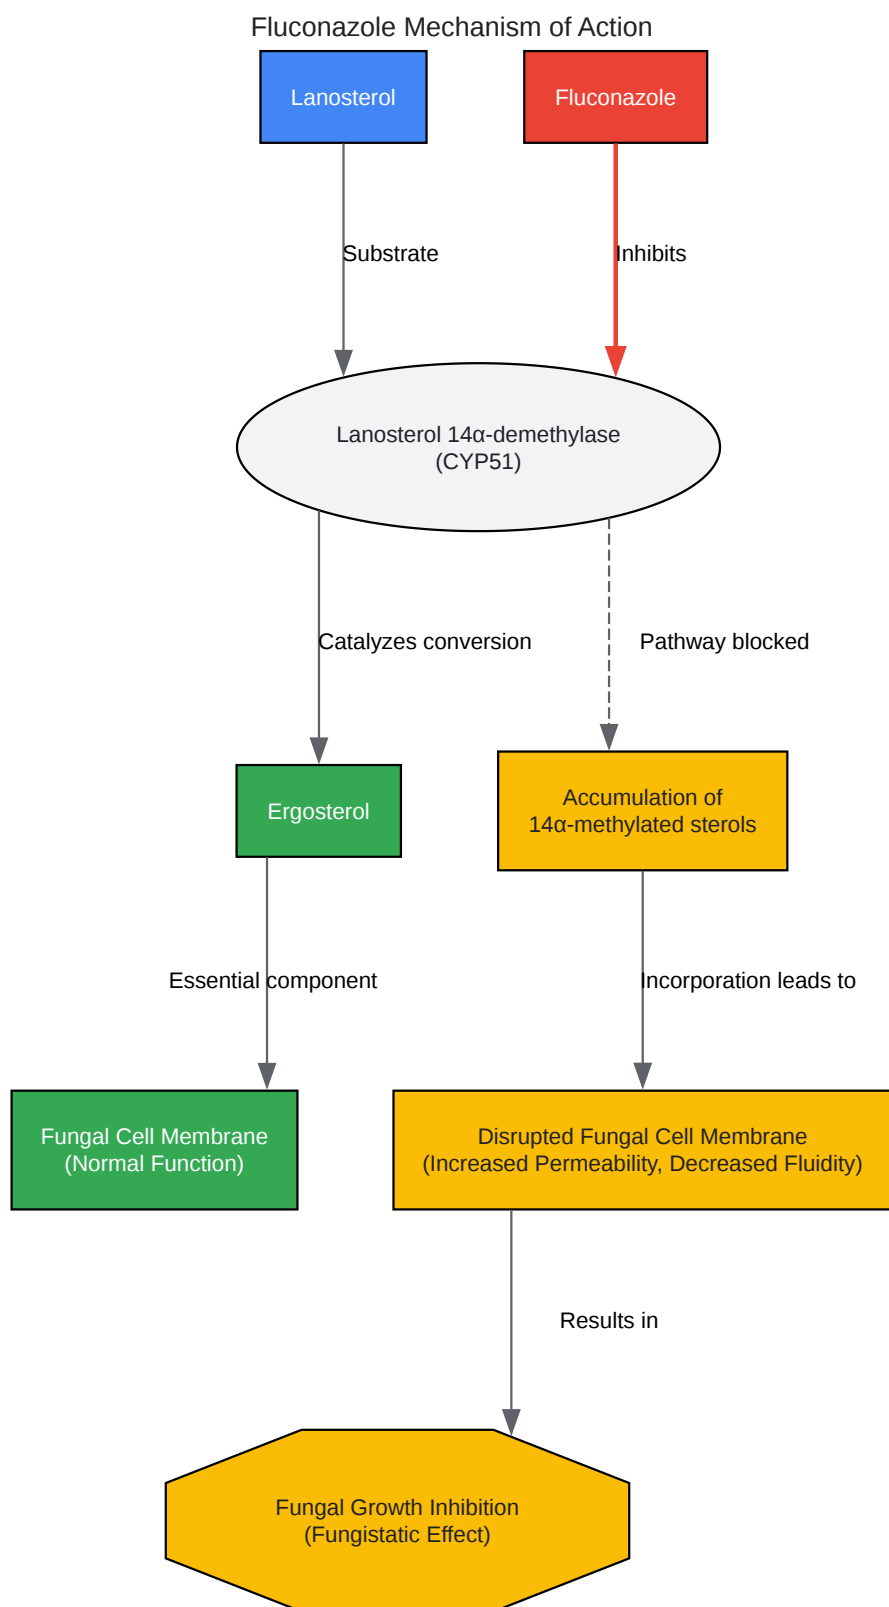 Fluconazole Mechanism of Action
Lanosterol
Fluconazole
Substrate
Inhibits
Lanosterol 14α-demethylase
(CYP51)
Catalyzes conversion
Pathway blocked
Ergosterol
Accumulation of
14α-methylated sterols
Essential component
Incorporation leads to
Fungal Cell Membrane
(Normal Function)
Disrupted Fungal Cell Membrane
(Increased Permeability, Decreased Fluidity)
Results in
Fungal Growth Inhibition
(Fungistatic Effect)